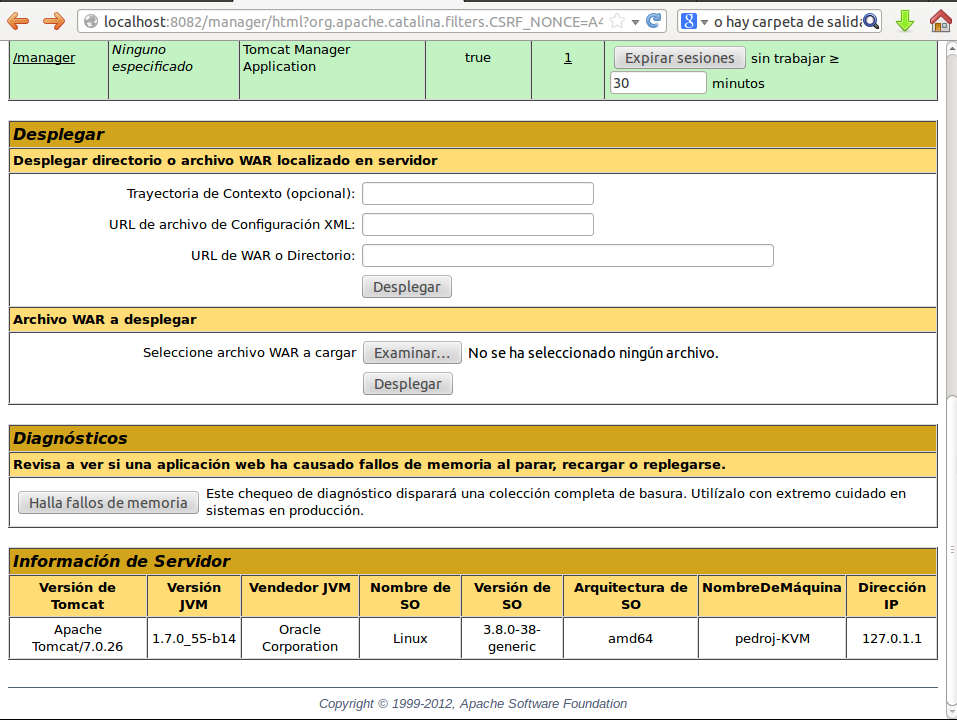 localhost:8082/manager/html?org.apache.catalina.filters.CSRF_NONCE=A4
8 o hay carpeta de salida
/manager
Ninguno especificado
Tomcat Manager Application
true
1
Expirar sesiones sin trabajar ≥
30 minutos
Desplegar
Desplegar directorio o archivo WAR localizado en servidor
Trayectoria de Contexto (opcional):
URL de archivo de Configuración XML:
URL de WAR o Directorio:
Desplegar
Archivo WAR a desplegar
Seleccione archivo WAR a cargar Examinar... No se ha seleccionado ningún archivo.
Desplegar
Diagnósticos
Revisa a ver si una aplicación web ha causado fallos de memoria al parar, recargar o replegarse.
Halla fallos de memoria
Este chequeo de diagnóstico disparará una colección completa de basura. Utilízalo con extremo cuidado en
sistemas en producción.
Información de Servidor
Versión de Tomcat
Versión JVM
Vendedor JVM
Nombre de SO
Versión de SO
Arquitectura de SO
NombreDeMáquina
Dirección IP
Apache Tomcat/7.0.26
1.7.0_55-b14
Oracle Corporation
Linux
3.8.0-38-generic
amd64
pedroj-KVM
127.0.1.1
Copyright © 1999-2012, Apache Software Foundation